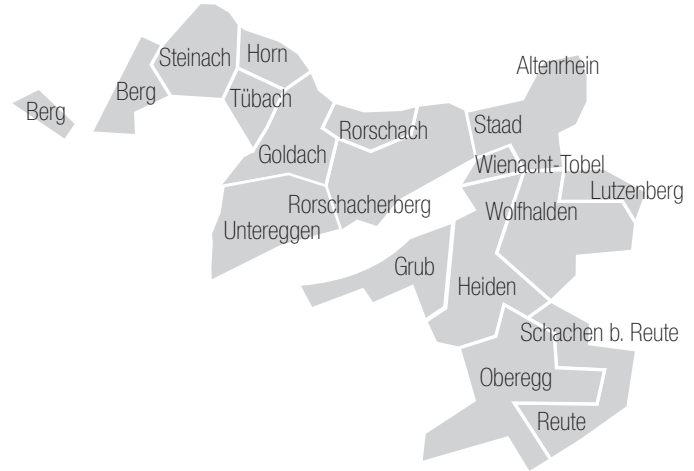 Steinach
Horn
Altenrhein
Berg
Tübach
Berg
Rorschach
Staad
Goldach
Wienacht-Tobel
Lutzenberg
Rorschacherberg
Wolfhalden
Untereggen
Grub
Heiden
Schachen b. Reute
Oberegg
Reute